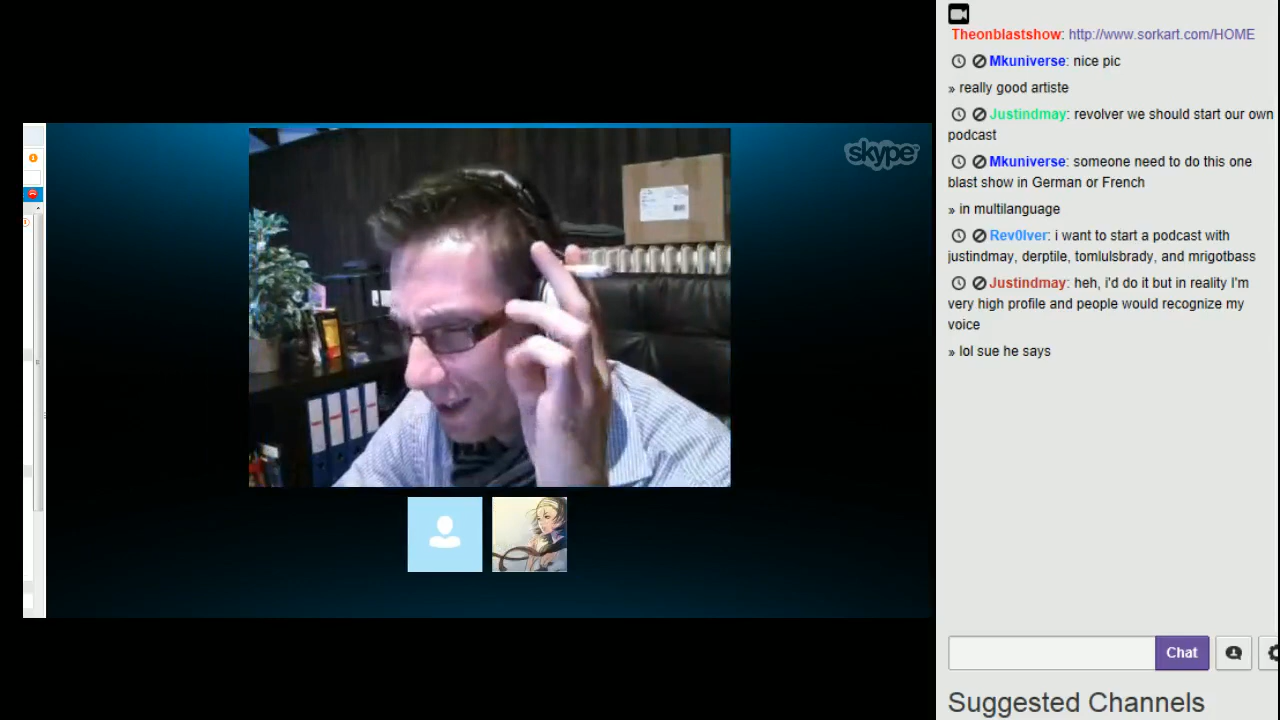 skype
Theonblastshow: http://www.sorkart.com/HOME
Mkuniverse: nice pic
» really good artiste
Justindmay: revolver we should start our own
podcast
Mkuniverse: someone need to do this one
blast show in German or French
» in multilanguage
Rev0lver: i want to start a podcast with
justindmay, derptile, tomlulsbrady, and mrigotbass
Justindmay: heh, i'd do it but in reality I'm
very high profile and people would recognize my
voice
» lol sue he says
Chat
Suggested Channels